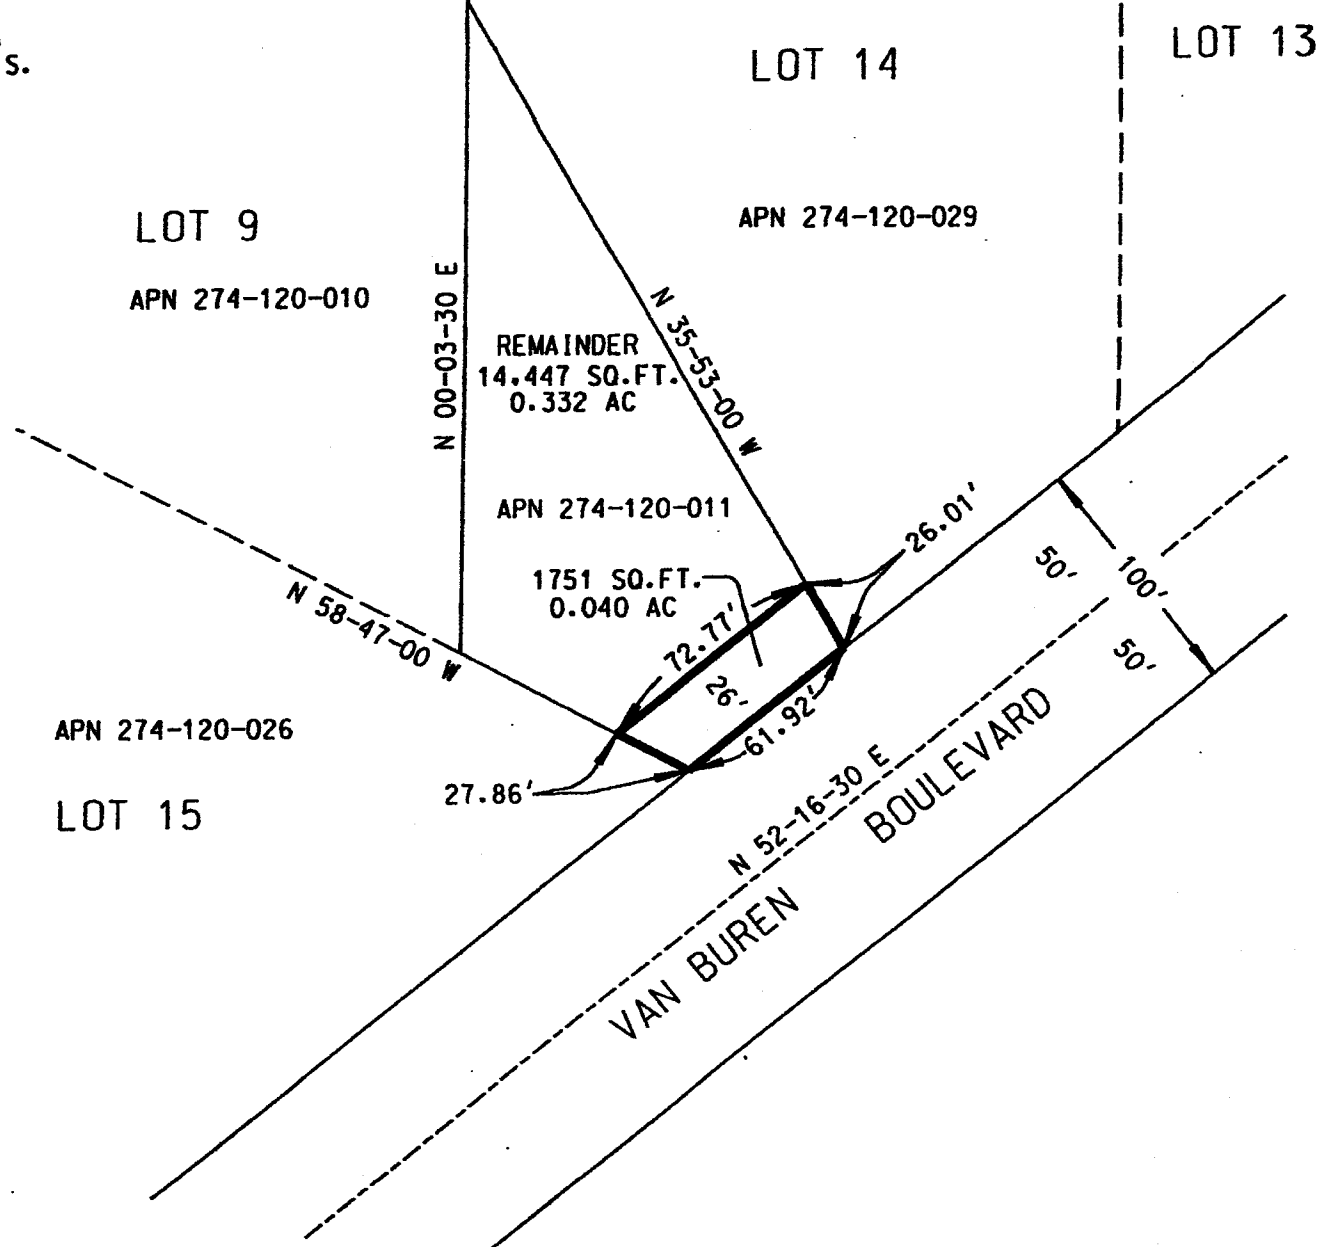 s.
LOT 14
LOT 13
LOT 9
APN 274-120-029
APN 274-120-010
N 00-03-30 E
N 35-53-00 W
REMAINDER
14.447 SQ.FT.
0.332 AC
APN 274-120-011
26.01'
1751 SQ.FT.
0.040 AC
50'
100'
50'
N 58-47-00 W
72.77'
26'
61.92'
APN 274-120-026
27.86'
LOT 15
N 52-16-30 E
VAN BUREN BOULEVARD